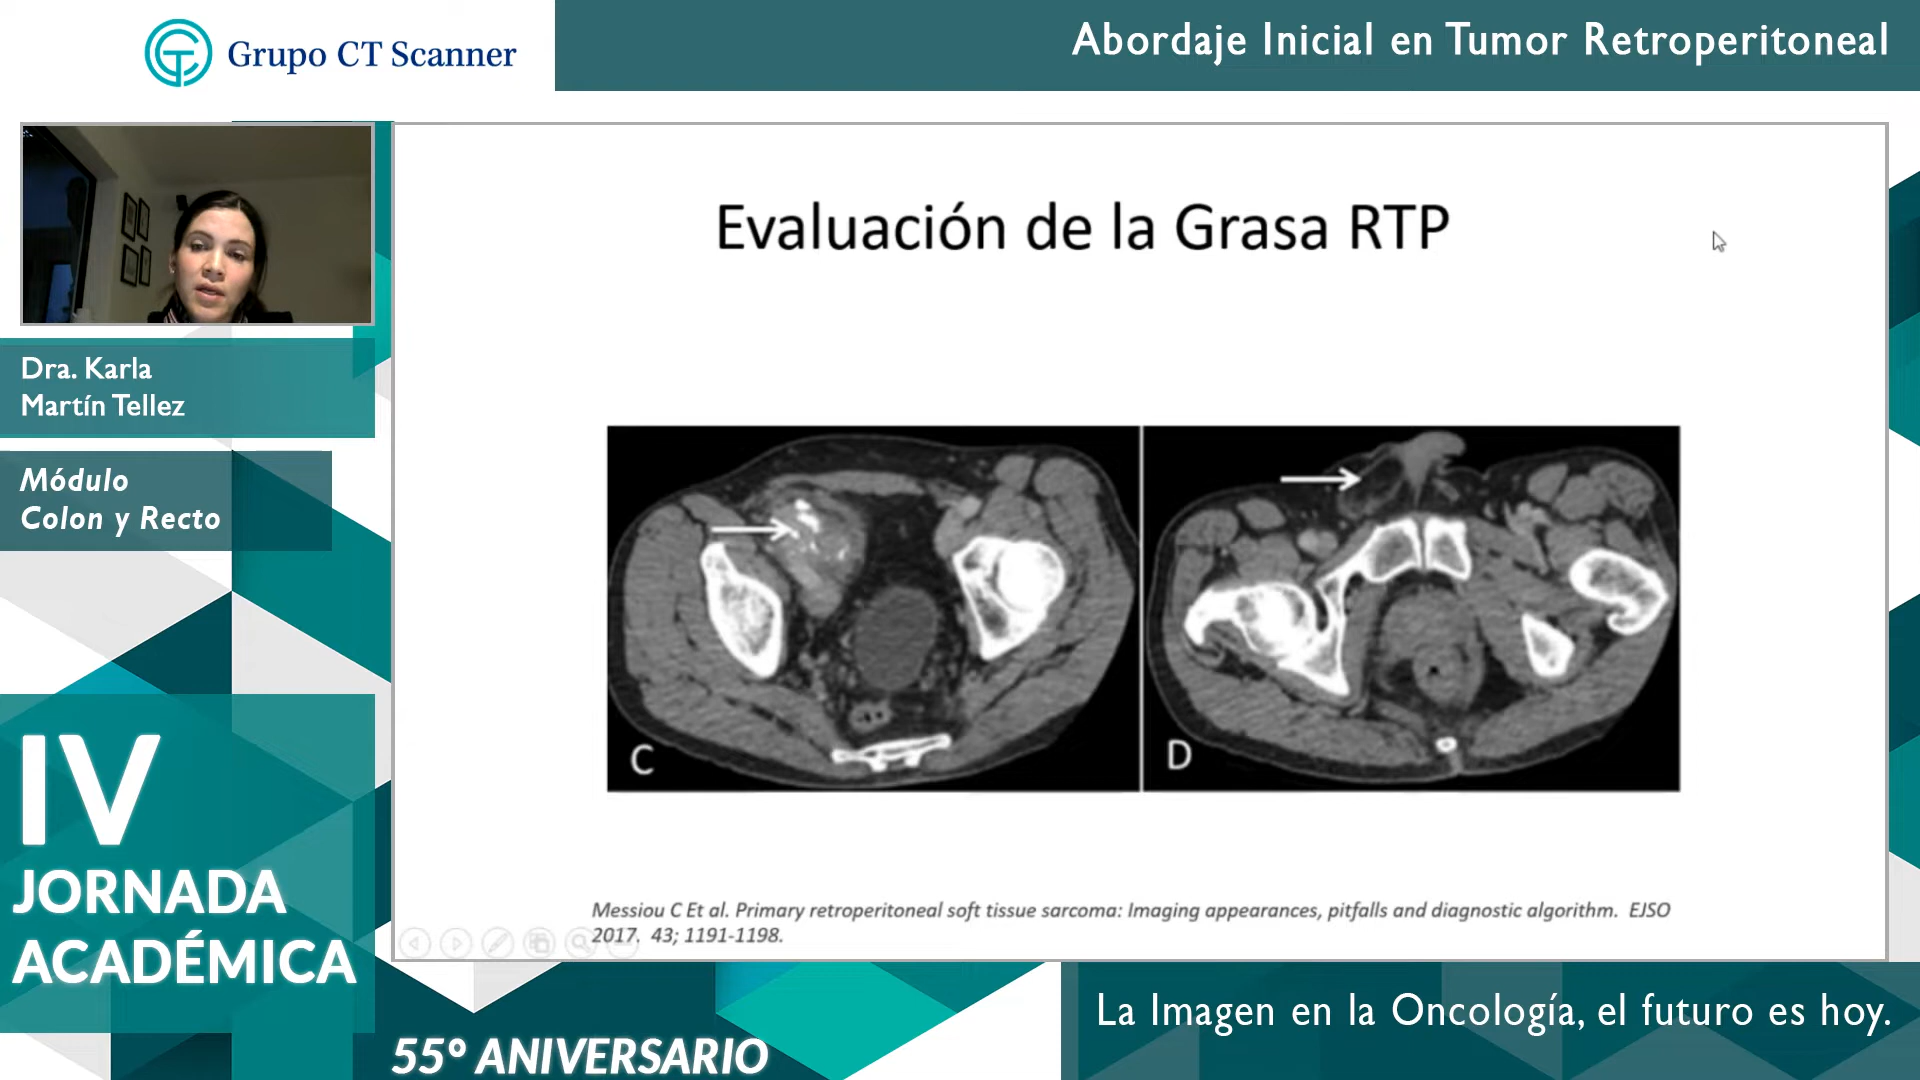 Grupo CT Scanner
Abordaje Inicial en Tumor Retroperitoneal
Dra. Karla
Martín Tellez
Módulo
Colon y Recto
IV
JORNADA
ACADÉMICA
Evaluación de la Grasa RTP
C
D
Messiou C Et al. Primary retroperitoneal soft tissue sarcoma: Imaging appearances, pitfalls and diagnostic algorithm. EJSO
2017. 43; 1191-1198.
La Imagen en la Oncología, el futuro es hoy.
55° ANIVERSARIO